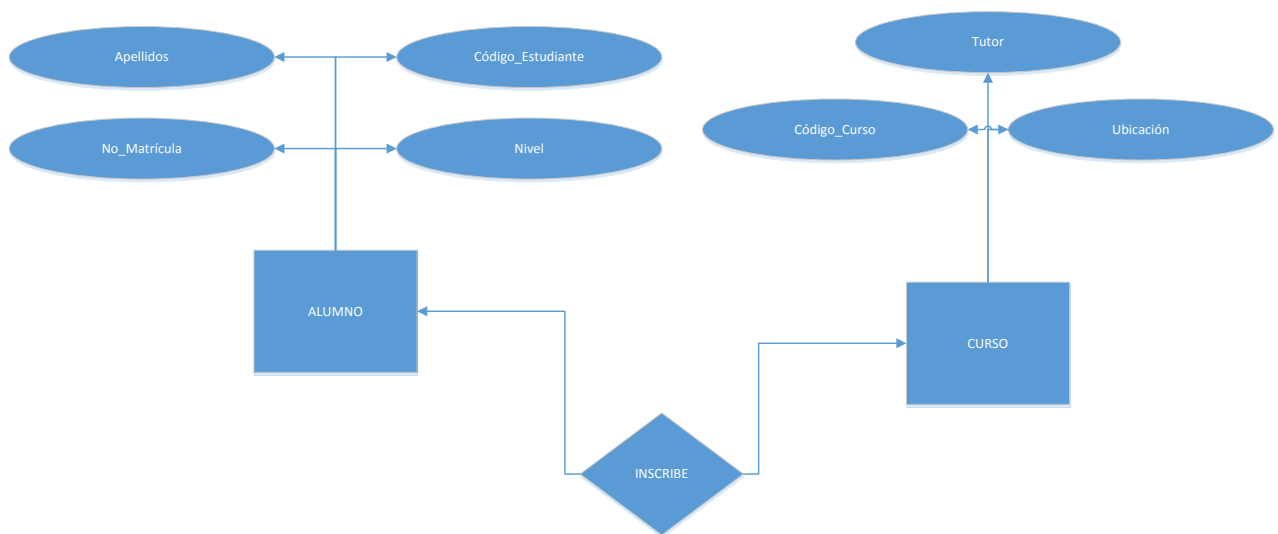 Tutor
Apellidos
Código_Estudiante
Código_Curso
Ubicación
No_Matrícula
Nivel
ALUMNO
CURSO
INSCRIBE